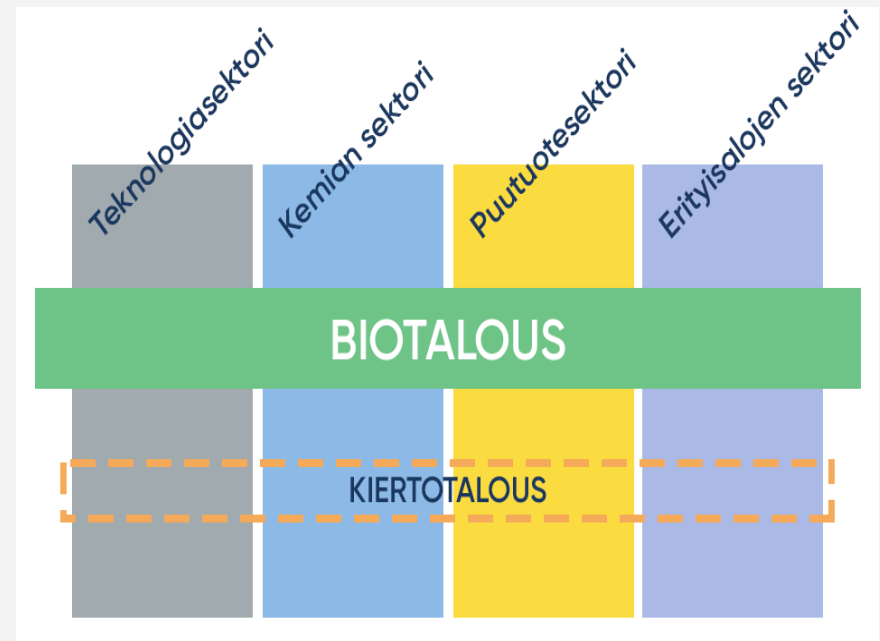 Teknologiasektori
Kemian sektori
Puutuotesektori
Erityisalojen sektori
BIOTALOUS
KIERTOTALOUS